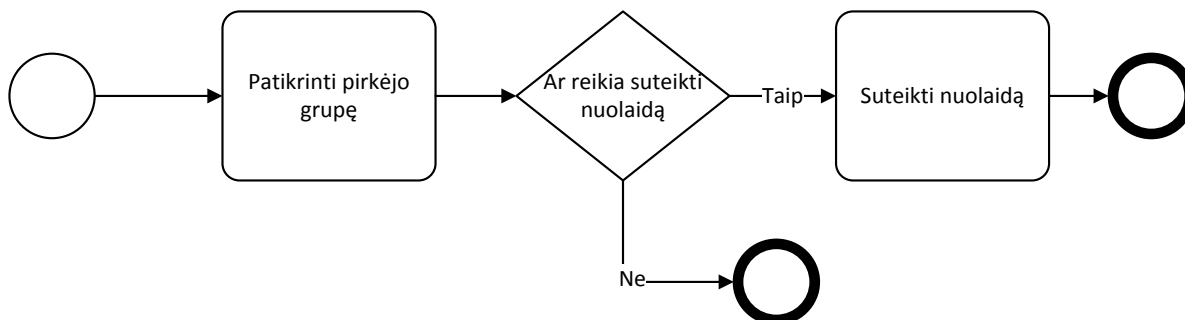 Patikrinti pirkėjo
grupę
Ar reikia suteikti
nuolaidą
Taip
Suteikti nuolaidą
Ne